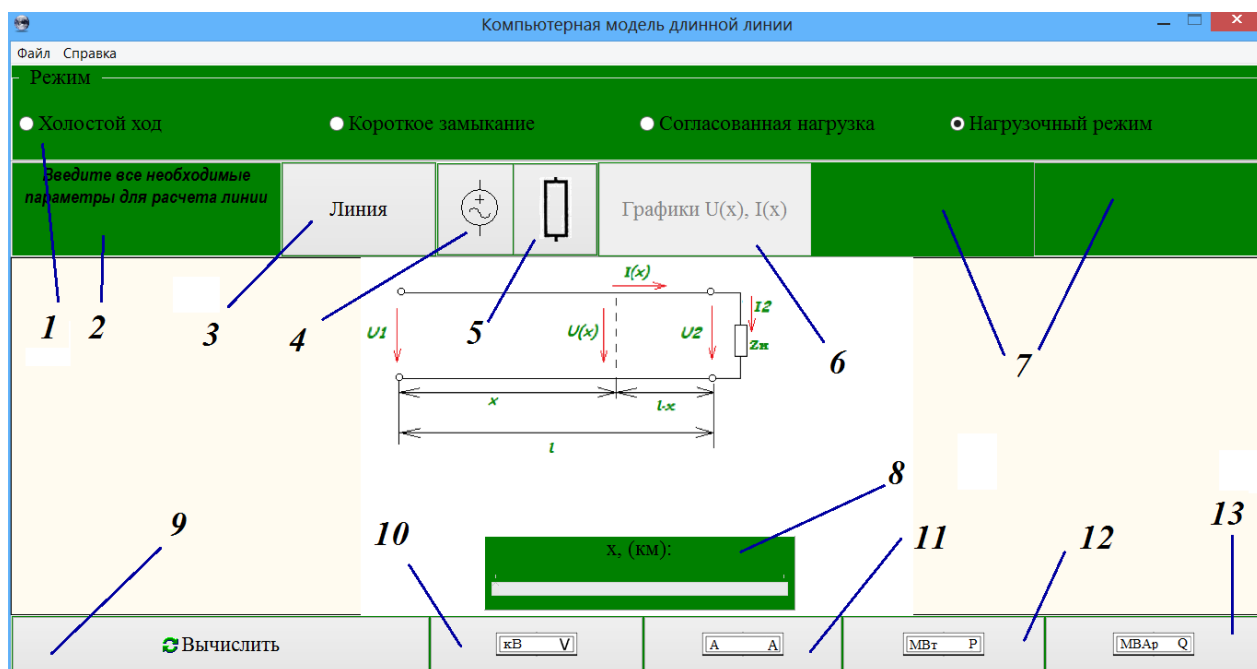 Компьютерная модель длинной линии
Файл Справка
Режим
Холостой ход Короткое замыкание Согласованная нагрузка Нагрузочный режим
Введите все необходимые
параметры для расчета линии
Линия
Графики U(x), I(x)
I(x)
U1 U(x) U2 I2
Zн
x l-x
l
1 2 3 4 5 6 7
8
9 10 11 12 13
x, (км):
Вычислить
кВ V
А А
МВт P
МВАр Q